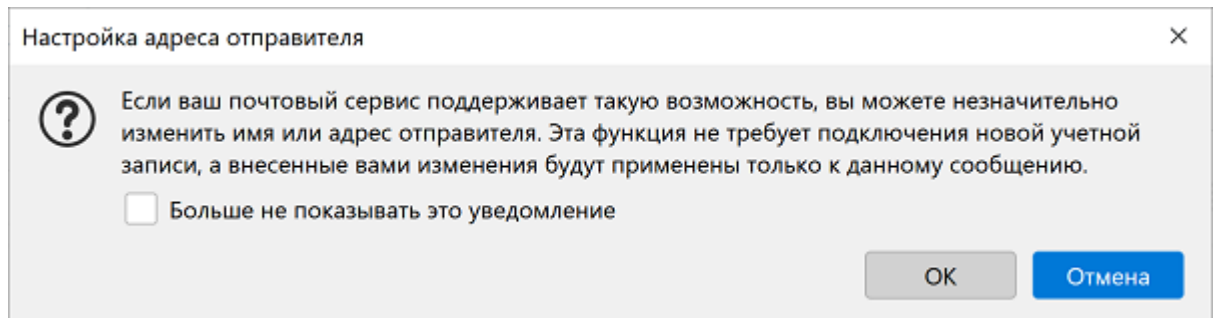 Настройка адреса отправителя
Если ваш почтовый сервис поддерживает такую возможность, вы можете незначительно
изменить имя или адрес отправителя. Эта функция не требует подключения новой учетной
записи, а внесенные вами изменения будут применены только к данному сообщению.
Больше не показывать это уведомление
ОК
Отмена